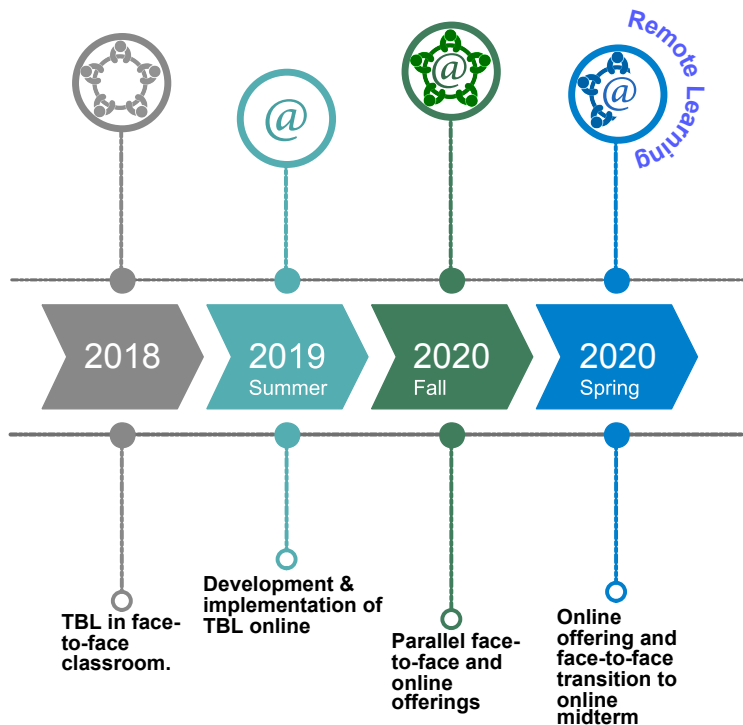 Remote Learning
@
@
@
2018
2019
Summer
2020
Fall
2020
Spring
TBL in face-
to-face
classroom.
Development &
implementation of
TBL online
Parallel face-
to-face and
online
offerings
Online
offering and
face-to-face
transition to
online
midterm